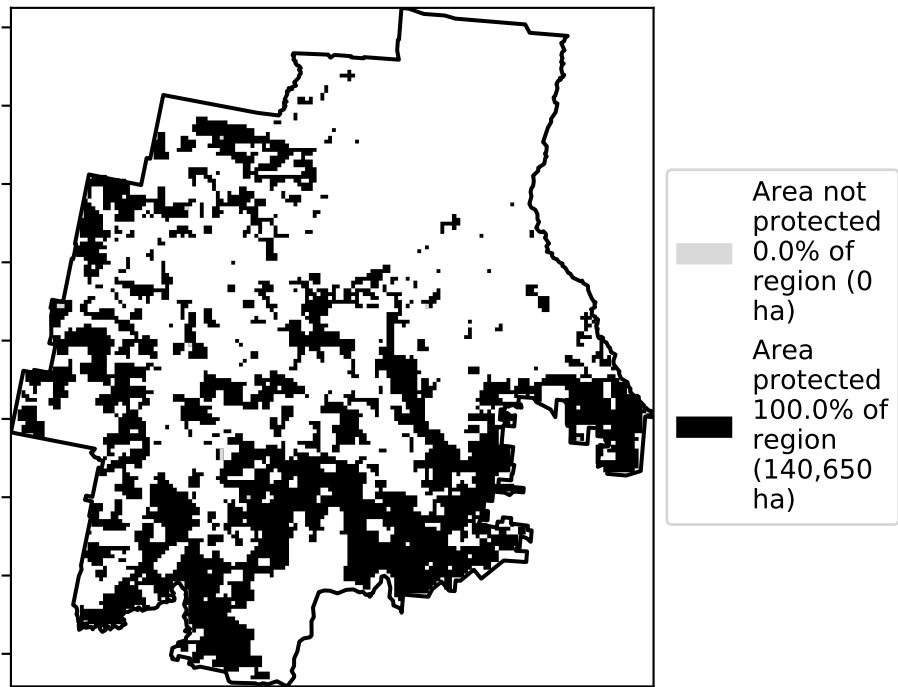 Area not
protected
0.0% of
region (0
ha)
Area
protected
100.0% of
region
(140,650
ha)